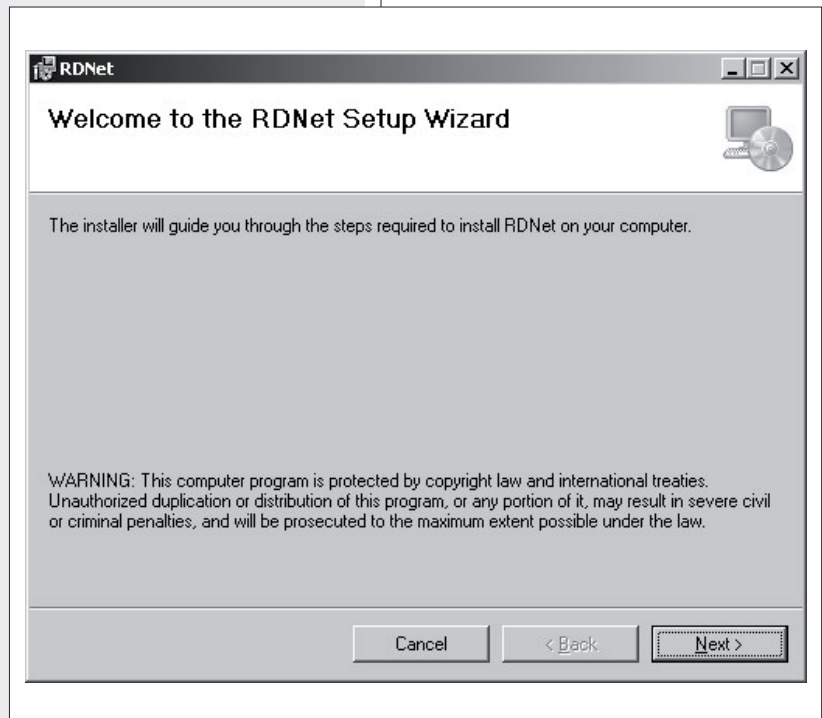 RDNet
Welcome to the RDNet Setup Wizard
The installer will guide you through the steps required to install RDNet on your computer.
WARNING: This computer program is protected by copyright law and international treaties.
Unauthorized duplication or distribution of this program, or any portion of it, may result in severe civil
or criminal penalties, and will be prosecuted to the maximum extent possible under the law.
Cancel
< Back
Next >